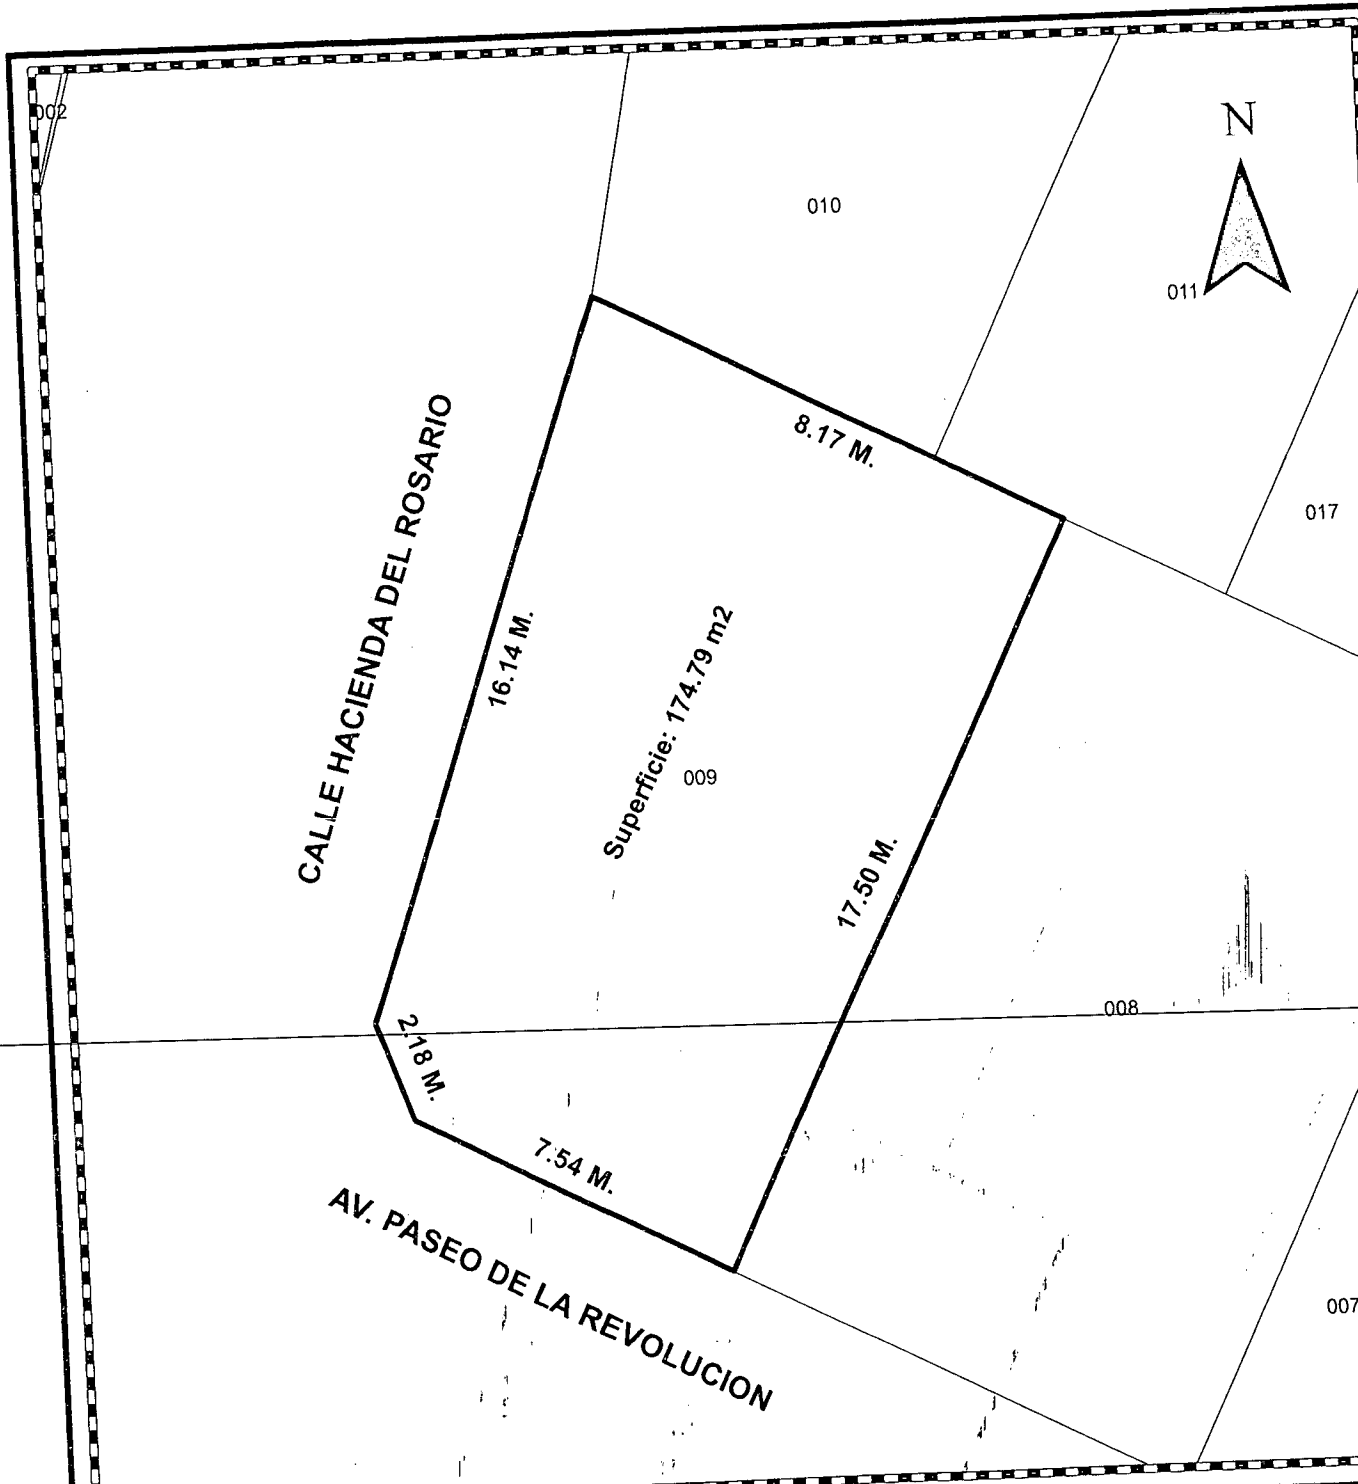 002
N
010
011
8.17 M.
CALLE HACIENDA DEL ROSARIO
017
16.14 M.
Superficie: 174.79 m2
009
17.50 M.
008
2.18 M.
7.54 M.
AV. PASEO DE LA REVOLUCION
007